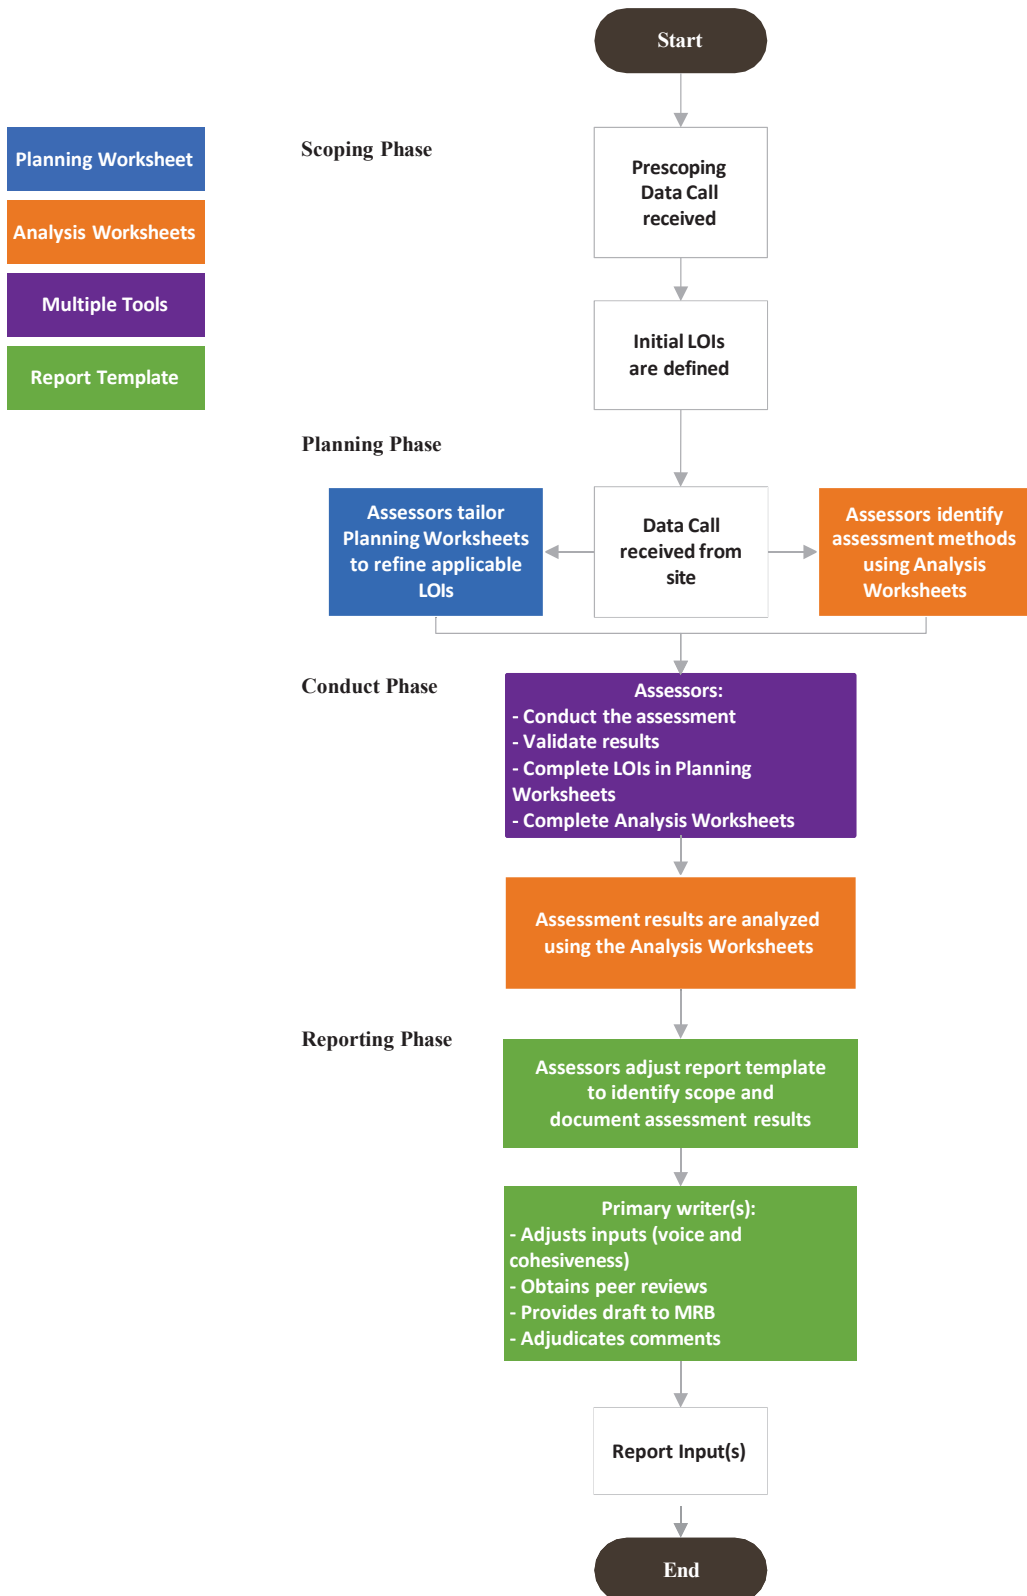 Start
Planning Worksheet
Analysis Worksheets
Multiple Tools
Report Template
Scoping Phase
Prescoping
Data Call
received
Initial LOIs
are defined
Planning Phase
Assessors tailor
Planning Worksheets
to refine applicable
LOIs
Data Call
received from
site
Assessors identify
assessment methods
using Analysis
Worksheets
Conduct Phase
Assessors:
- Conduct the assessment
- Validate results
- Complete LOIs in Planning
Worksheets
- Complete Analysis Worksheets
Assessment results are analyzed
using the Analysis Worksheets
Reporting Phase
Assessors adjust report template
to identify scope and
document assessment results
Primary writer(s):
- Adjusts inputs (voice and
cohesiveness)
- Obtains peer reviews
- Provides draft to MRB
- Adjudicates comments
Report Input(s)
End